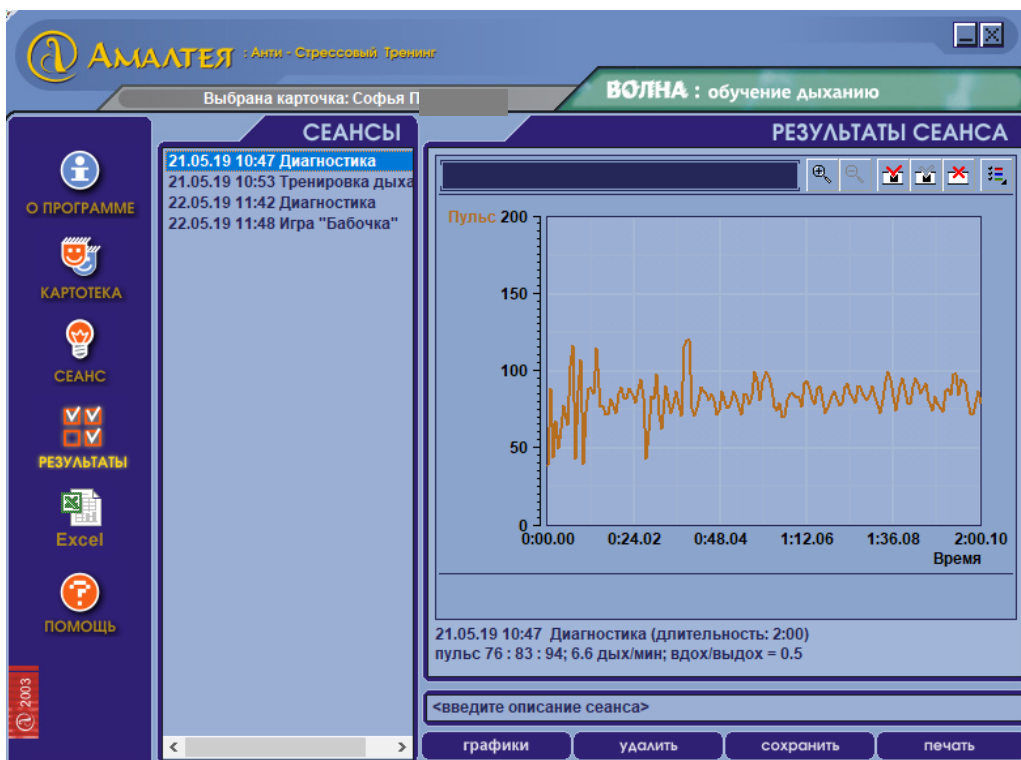 АМАЛТЕЯ : Анти - Стрессовый Тренинг
Выбрана карточка: Софья П
ВОЛНА : обучение дыханию
СЕАНСЫ
РЕЗУЛЬТАТЫ СЕАНСА
21.05.19 10:47 Диагностика
21.05.19 10:53 Тренировка дыха
22.05.19 11:42 Диагностика
22.05.19 11:48 Игра "Бабочка"
О ПРОГРАММЕ
КАРТОТЕКА
СЕАНС
РЕЗУЛЬТАТЫ
Excel
ПОМОЩЬ
2003
Пульс 200
150
100
50
0
0:00.00 0:24.02 0:48.04 1:12.06 1:36.08 2:00.10
Время
21.05.19 10:47 Диагностика (длительность: 2:00)
пульс 76 : 83 : 94; 6.6 дых/мин; вдох/выдох = 0.5
<введите описание сеанса>
графики удалить сохранить печать